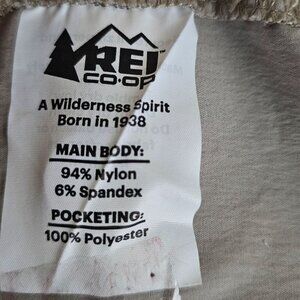 REI
CO·OP
A Wilderness Spirit
Born in 1938
MAIN BODY:
94% Nylon
6% Spandex
POCKETING:
100% Polyester